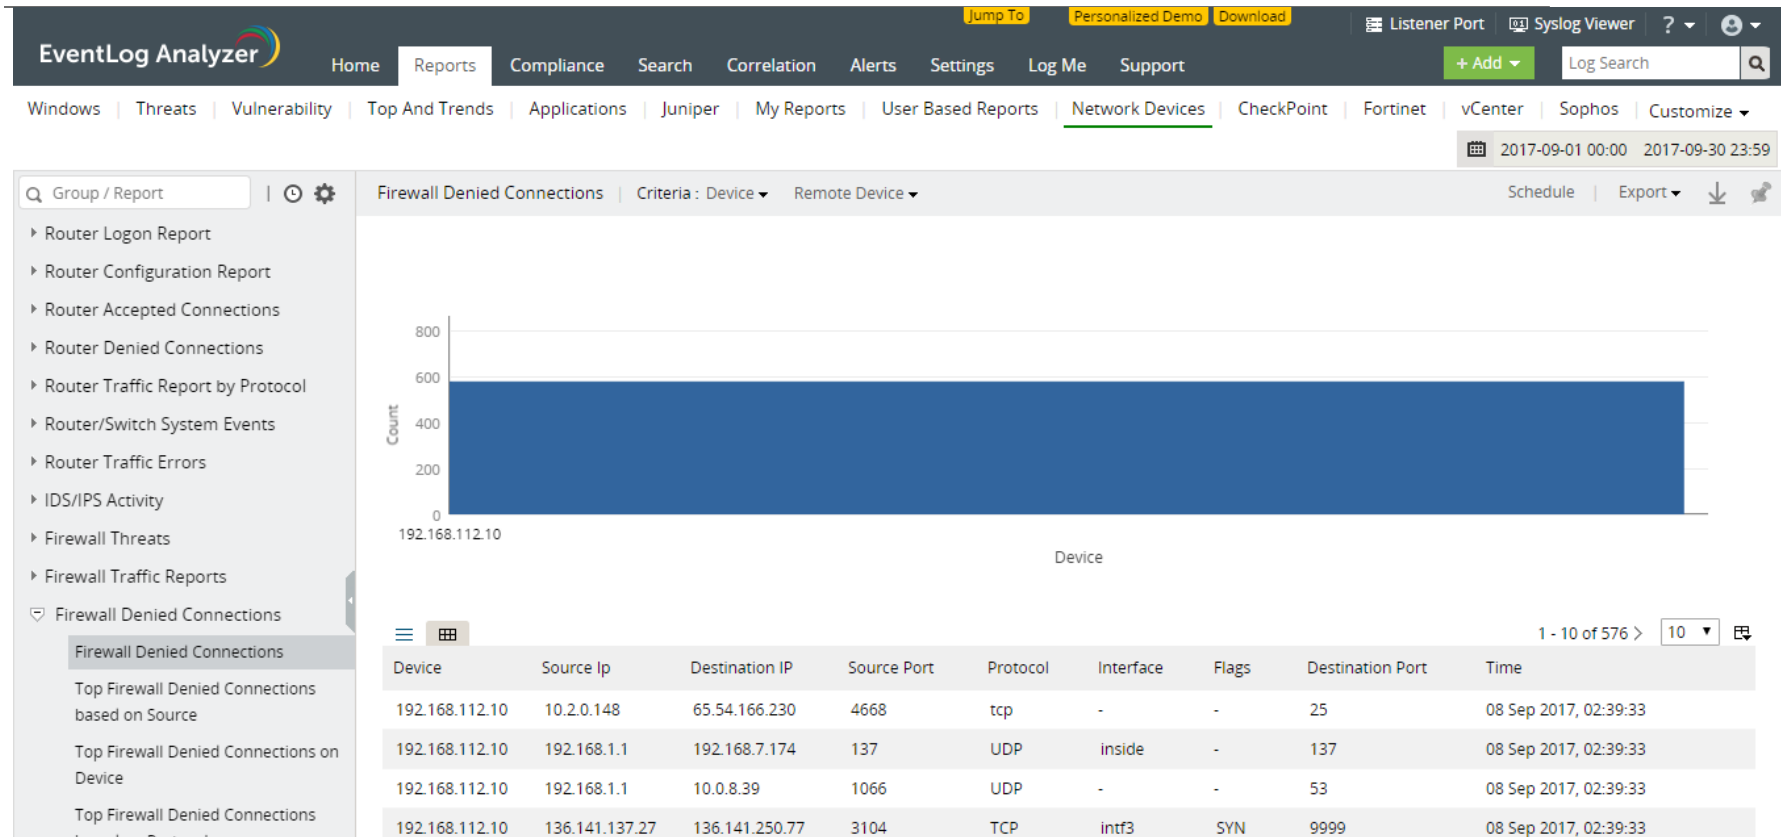 Jump To Personalized Demo Download
Listener Port Syslog Viewer ?
EventLog Analyzer
Home Reports Compliance Search Correlation Alerts Settings Log Me Support + Add Log Search
Windows Threats Vulnerability Top And Trends Applications Juniper My Reports User Based Reports Network Devices CheckPoint Fortinet vCenter Sophos Customize
2017-09-01 00:00 2017-09-30 23:59
Group / Report
Firewall Denied Connections Criteria : Device Remote Device Schedule Export
Router Logon Report
Router Configuration Report
Router Accepted Connections
Router Denied Connections
Router Traffic Report by Protocol
Router/Switch System Events
Router Traffic Errors
IDS/IPS Activity
Firewall Threats
Firewall Traffic Reports
Firewall Denied Connections
Firewall Denied Connections
Top Firewall Denied Connections
based on Source
Top Firewall Denied Connections on
Device
Top Firewall Denied Connections
800
600
400
200
0
Count
192.168.112.10
Device
1 - 10 of 576 > 10
Device Source Ip Destination IP Source Port Protocol Interface Flags Destination Port Time
192.168.112.10 10.2.0.148 65.54.166.230 4668 tcp - - 25 08 Sep 2017, 02:39:33
192.168.112.10 192.168.1.1 192.168.7.174 137 UDP inside - 137 08 Sep 2017, 02:39:33
192.168.112.10 192.168.1.1 10.0.8.39 1066 UDP - - 53 08 Sep 2017, 02:39:33
192.168.112.10 136.141.137.27 136.141.250.77 3104 TCP intf3 SYN 9999 08 Sep 2017, 02:39:33